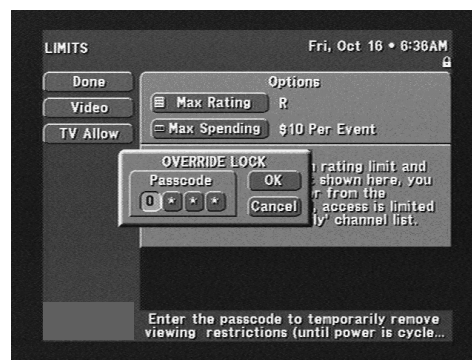 LIMITS
Fri, Oct 16 • 6:36AM
Done
Video
TV Allow
Options
Max Rating
R
Max Spending
$10 Per Event
OVERRIDE LOCK
Passcode
0 * * *
OK
Cancel
rating limit and
shown here, you
from the
, access is limited
ly' channel list.
Enter the passcode to temporarily remove
viewing restrictions (until power is cycle...